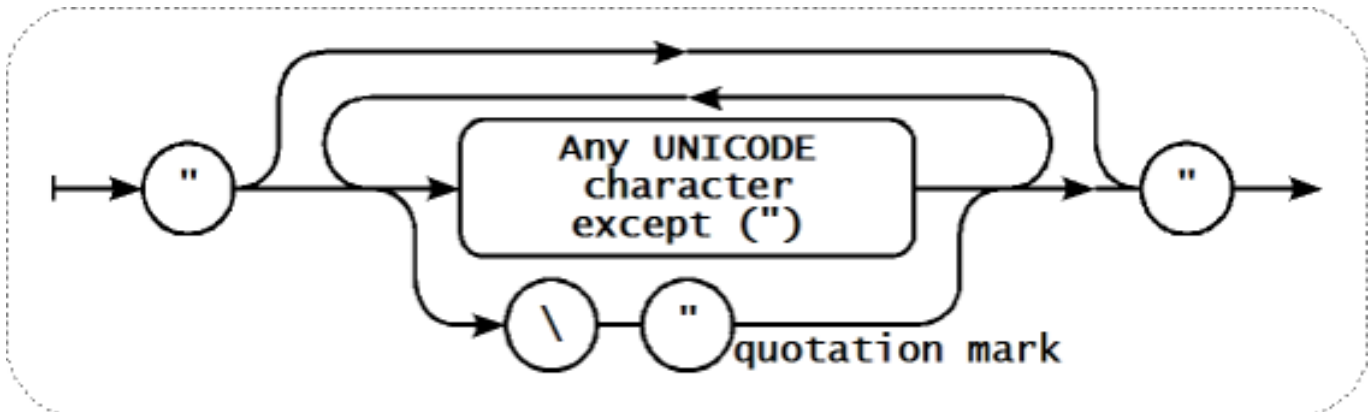 "
Any UNICODE
character
except (")
"
\
"
quotation mark